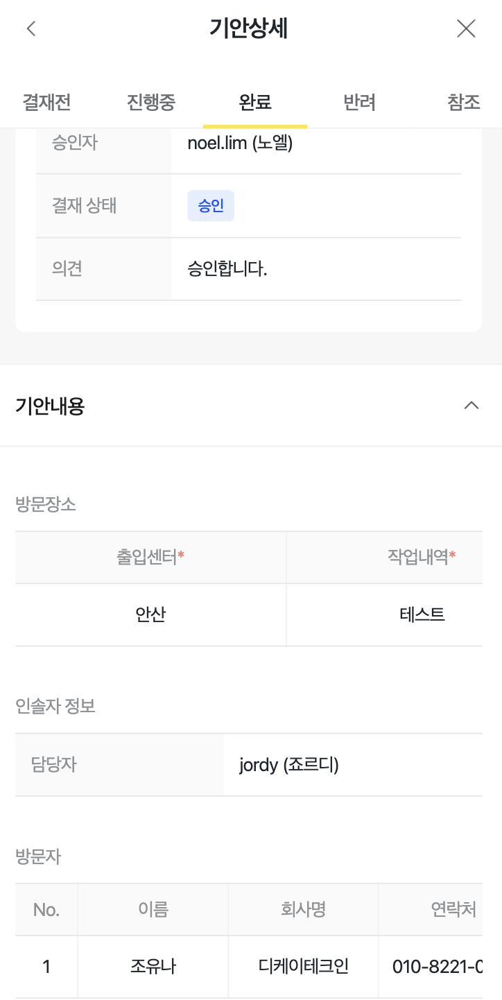 기안상세
결재전 진행중 완료 반려 참조
승인자 noel.lim (노엘)
결재 상태 승인
의견 승인합니다.
기안내용
방문장소
출입센터* 작업내역*
안산 테스트
인솔자 정보
담당자 jordy (죠르디)
방문자
No. 이름 회사명 연락처
1 조유나 디케이테크인 010-8221-0